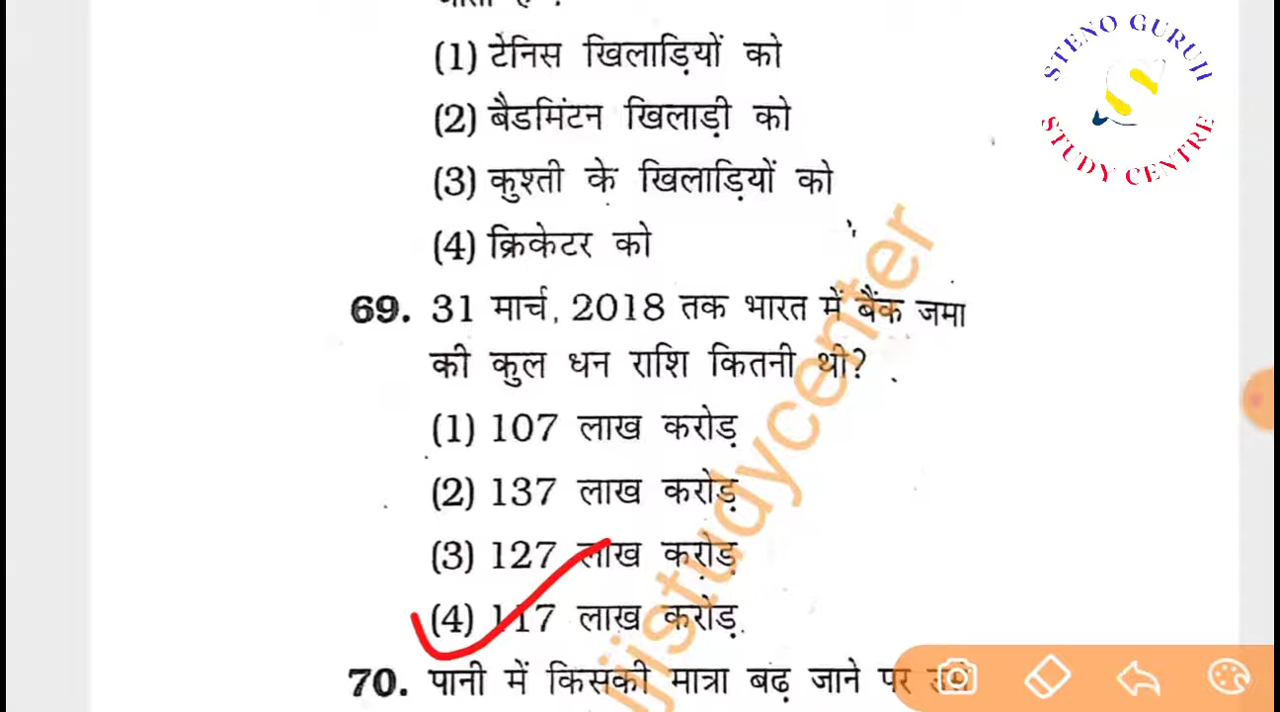 (1) टेनिस खिलाड़ियों को
(2) बैडमिंटन खिलाड़ी को
(3) कुश्ती के खिलाड़ियों को
(4) क्रिकेटर को
69. 31 मार्च, 2018 तक भारत में बैंक जमा
की कुल धन राशि कितनी थी?
(1) 107 लाख करोड़
(2) 137 लाख करोड़
(3) 127 लाख करोड़
(4) 117 लाख करोड़
70. पानी में किसकी मात्रा बढ़ जाने पर
STENO GURUJI
STUDY CENTRE
jistudycenter